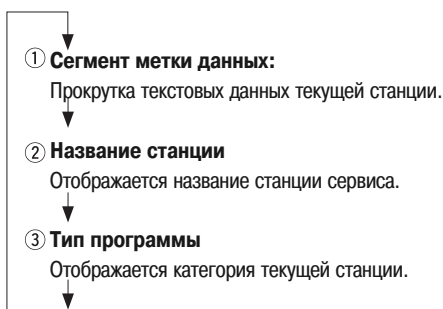 ① Сегмент метки данных:
Прокрутка текстовых данных текущей станции.
② Название станции
Отображается название станции сервиса.
③ Тип программы
Отображается категория текущей станции.